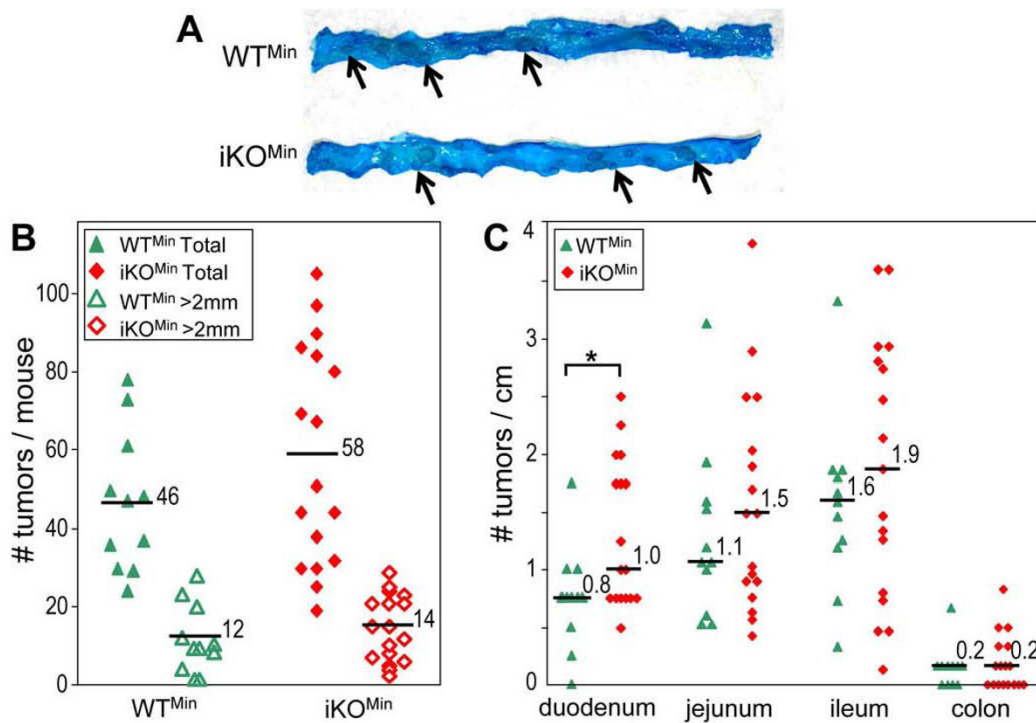 A
WT^Min
iKO^Min
B
# tumors / mouse
100
80
60
40
20
0
WT^Min Total
iKO^Min Total
WT^Min >2mm
iKO^Min >2mm
46
12
58
14
WT^Min
iKO^Min
C
# tumors / cm
4
3
2
1
0
WT^Min
iKO^Min
*
0.8
1.0
1.1
1.5
1.6
1.9
0.2
0.2
duodenum
jejunum
ileum
colon